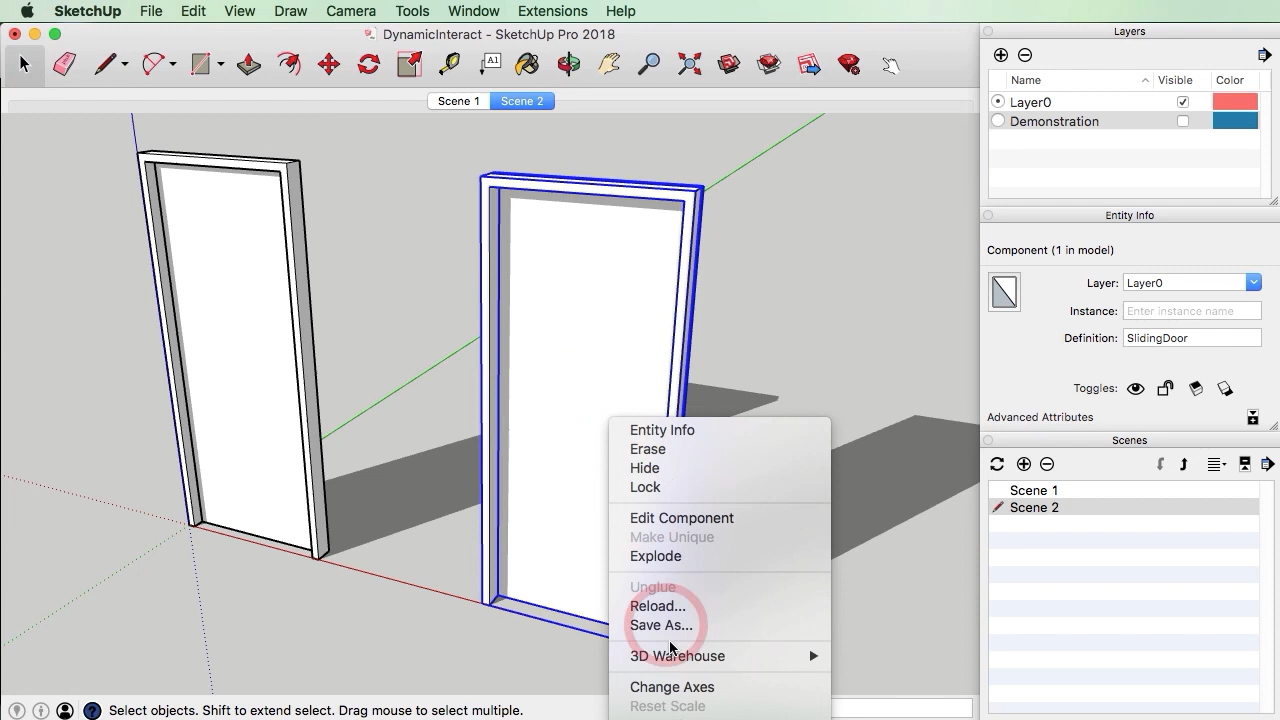 SketchUp File Edit View Draw Camera Tools Window Extensions Help
DynamicInteract - SketchUp Pro 2018
A1
Scene 1 Scene 2
Layers
Name Visible Color
Layer0
Demonstration
Entity Info
Component (1 in model)
Layer: Layer0
Instance: Enter instance name
Definition: SlidingDoor
Toggles:
Advanced Attributes
Scenes
Scene 1
Scene 2
Entity Info
Erase
Hide
Lock
Edit Component
Make Unique
Explode
Unglue
Reload...
Save As...
3D Warehouse
Change Axes
Reset Scale
Select objects. Shift to extend select. Drag mouse to select multiple.